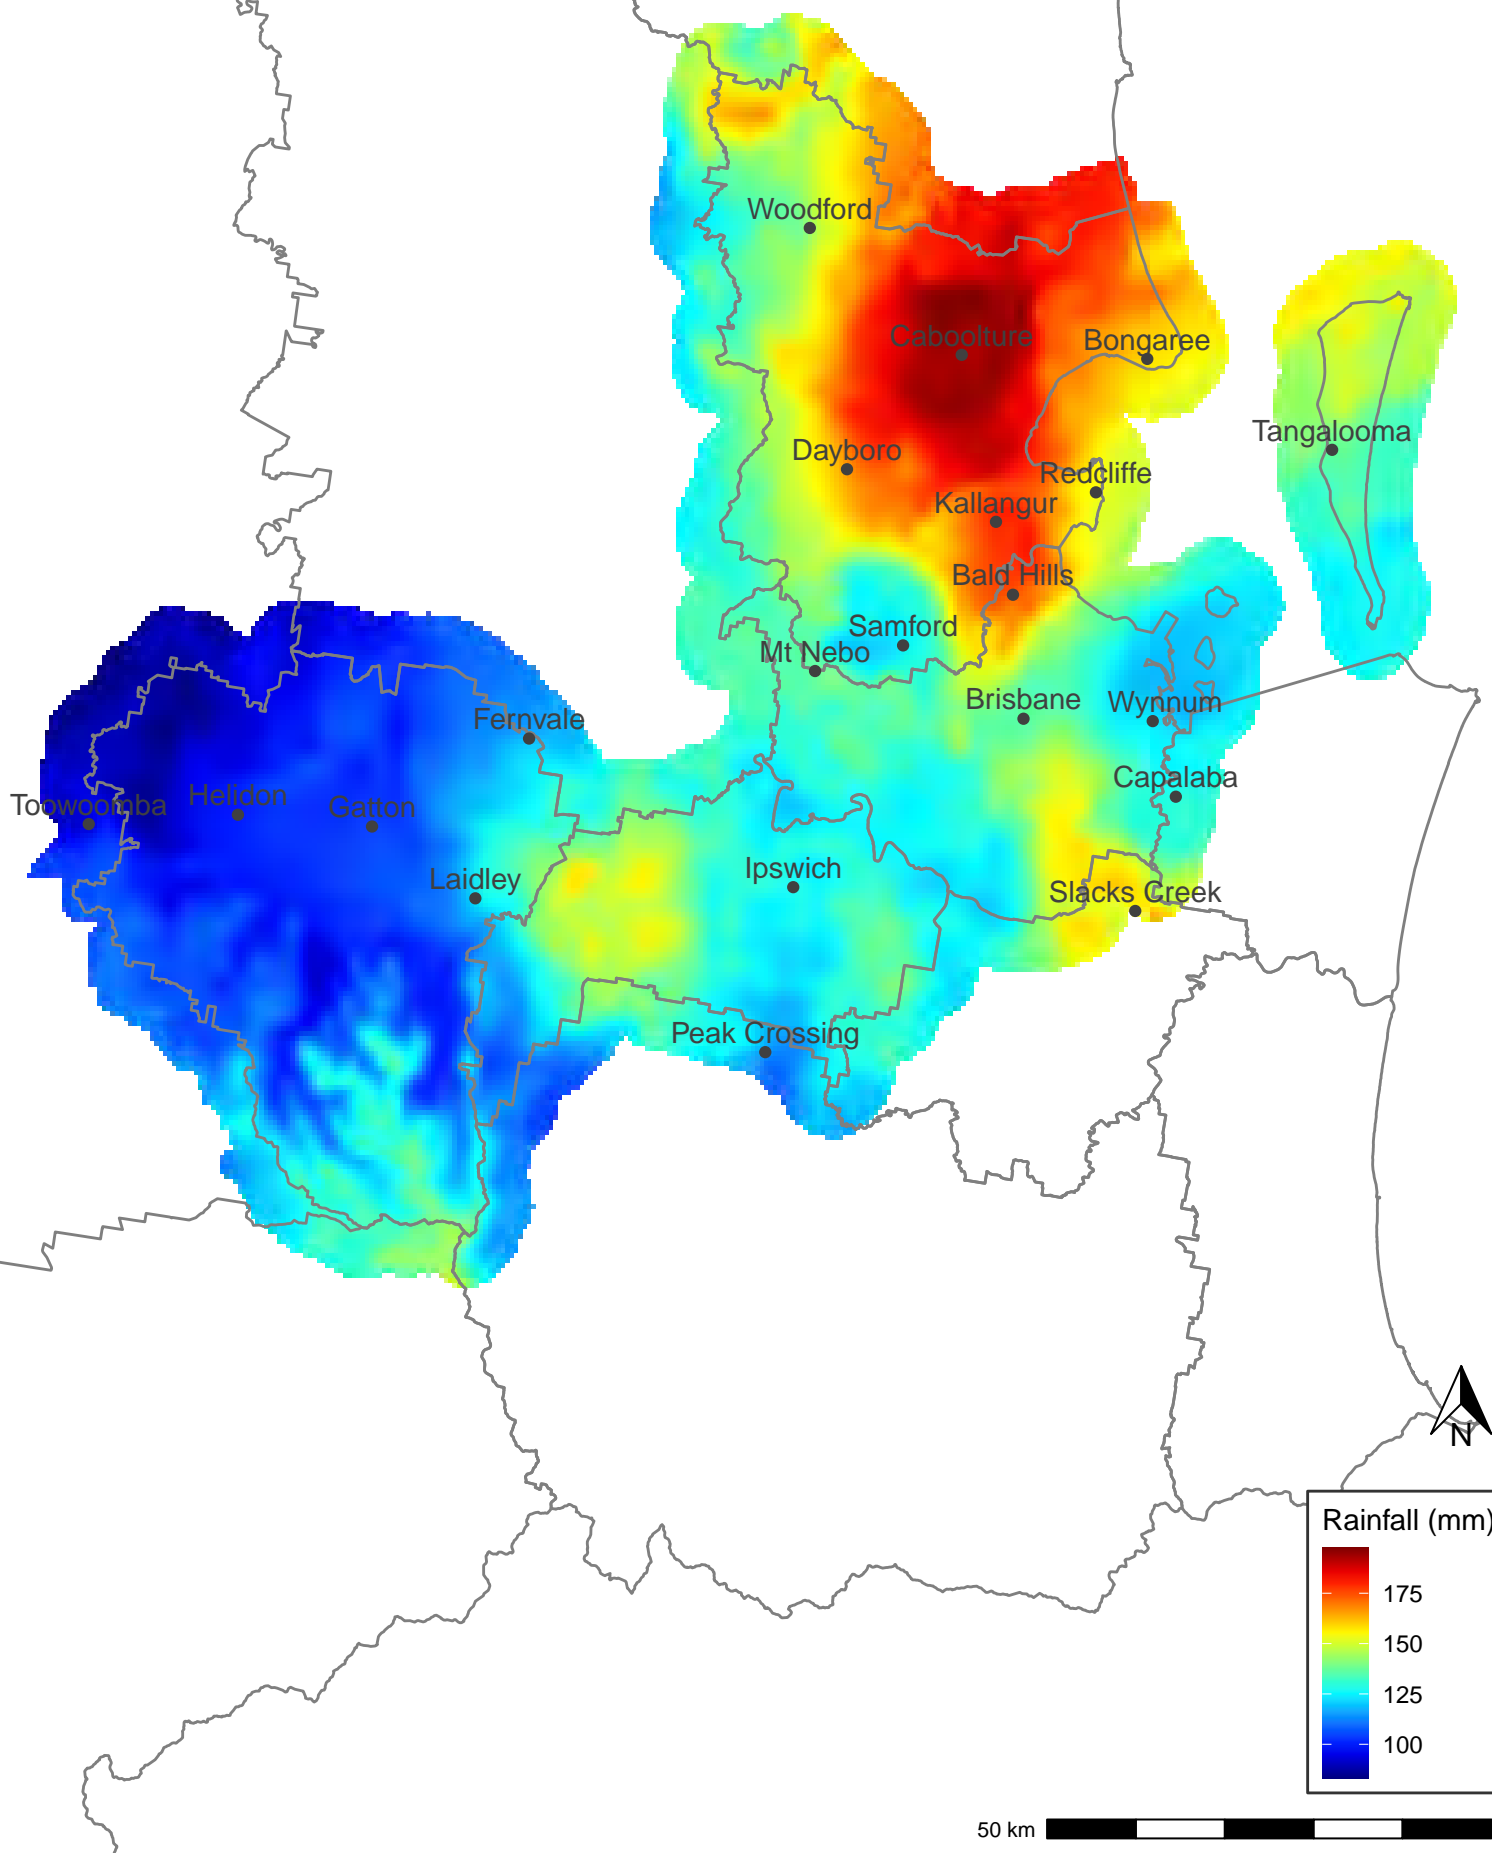 Woodford
Caboolture
Bongaree
Tangalooma
Dayboro
Redcliffe
Kallangur
Bald Hills
Samford
Mt Nebo
Brisbane
Wynnum
Fernvale
Capalaba
Toowoomba
Helidon
Gatton
Laidley
Ipswich
Slacks Creek
Peak Crossing
N
Rainfall (mm)
175
150
125
100
50 km